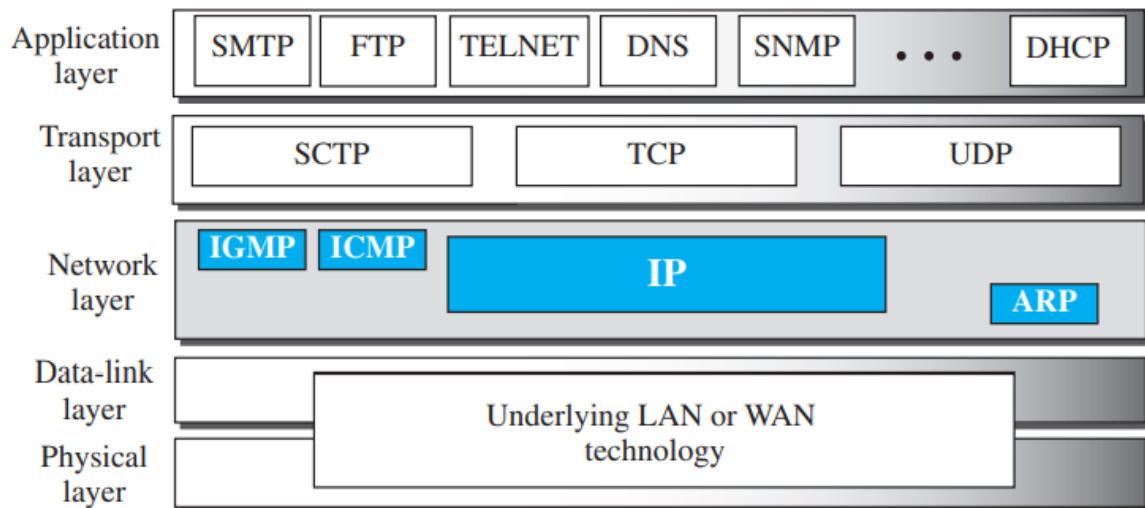 Application
layer
SMTP FTP TELNET DNS SNMP • • • DHCP
Transport
layer
SCTP TCP UDP
Network
layer
IGMP ICMP IP ARP
Data-link
layer
Physical
layer
Underlying LAN or WAN
technology